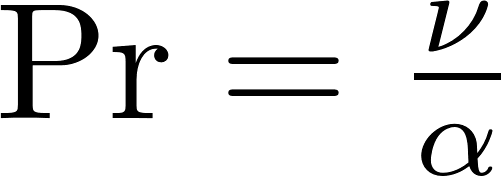 Pr = ν/α